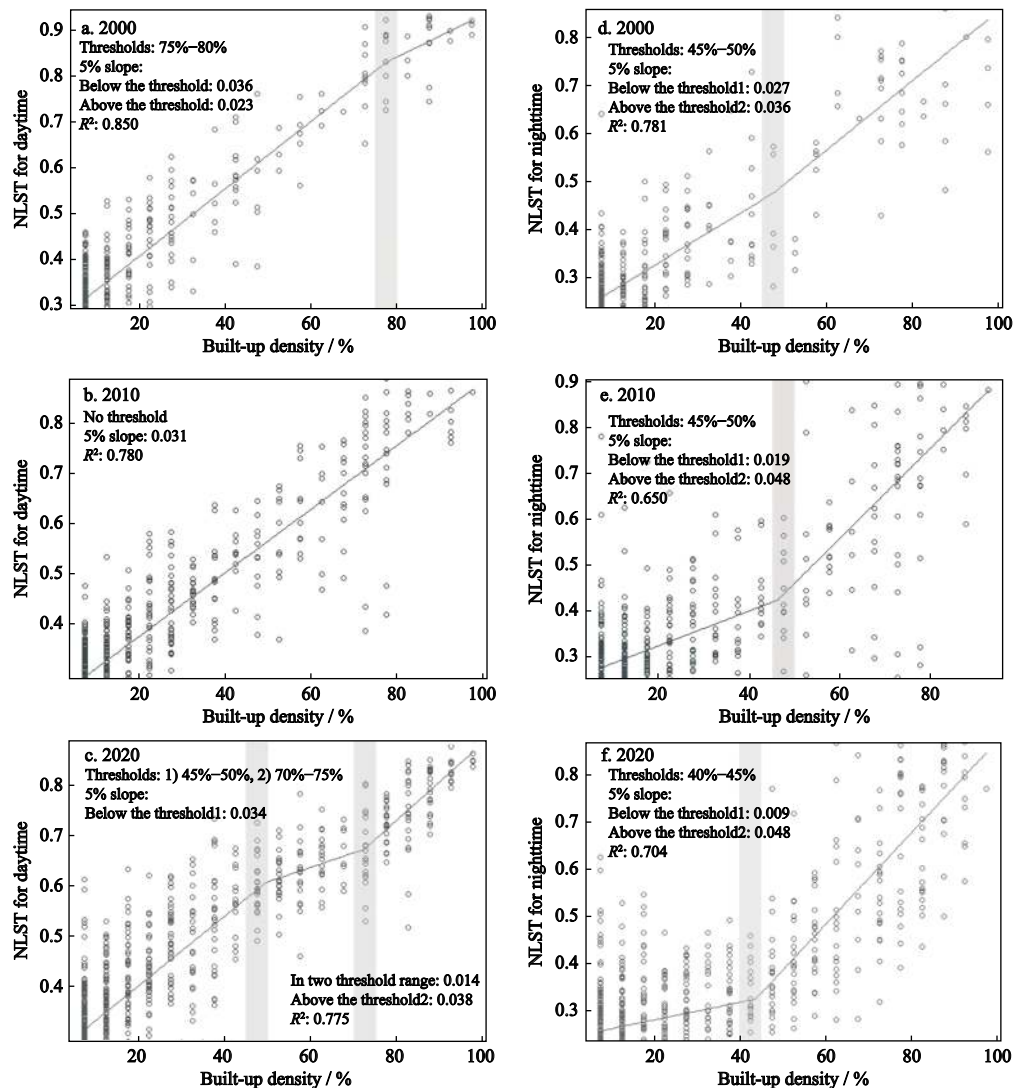 a. 2000
Thresholds: 75%−80%
5% slope:
Below the threshold: 0.036
Above the threshold: 0.023
R²: 0.850
NLST for daytime
0.9
0.8
0.7
0.6
0.5
0.4
0.3
20 40 60 80 100
Built-up density / %
d. 2000
Thresholds: 45%−50%
5% slope:
Below the threshold1: 0.027
Above the threshold2: 0.036
R²: 0.781
NLST for nighttime
0.8
0.7
0.6
0.5
0.4
0.3
20 40 60 80 100
Built-up density / %
b. 2010
No threshold
5% slope: 0.031
R²: 0.780
NLST for daytime
0.8
0.7
0.6
0.5
0.4
20 40 60 80 100
Built-up density / %
e. 2010
Thresholds: 45%−50%
5% slope:
Below the threshold1: 0.019
Above the threshold2: 0.048
R²: 0.650
NLST for nighttime
0.9
0.8
0.7
0.6
0.5
0.4
0.3
20 40 60 80
Built-up density / %
c. 2020
Thresholds: 1) 45%−50%, 2) 70%−75%
5% slope:
Below the threshold1: 0.034
In two threshold range: 0.014
Above the threshold2: 0.038
R²: 0.775
NLST for daytime
0.8
0.7
0.6
0.5
0.4
20 40 60 80 100
Built-up density / %
f. 2020
Thresholds: 40%−45%
5% slope:
Below the threshold1: 0.009
Above the threshold2: 0.048
R²: 0.704
NLST for nighttime
0.8
0.7
0.6
0.5
0.4
0.3
20 40 60 80 100
Built-up density / %